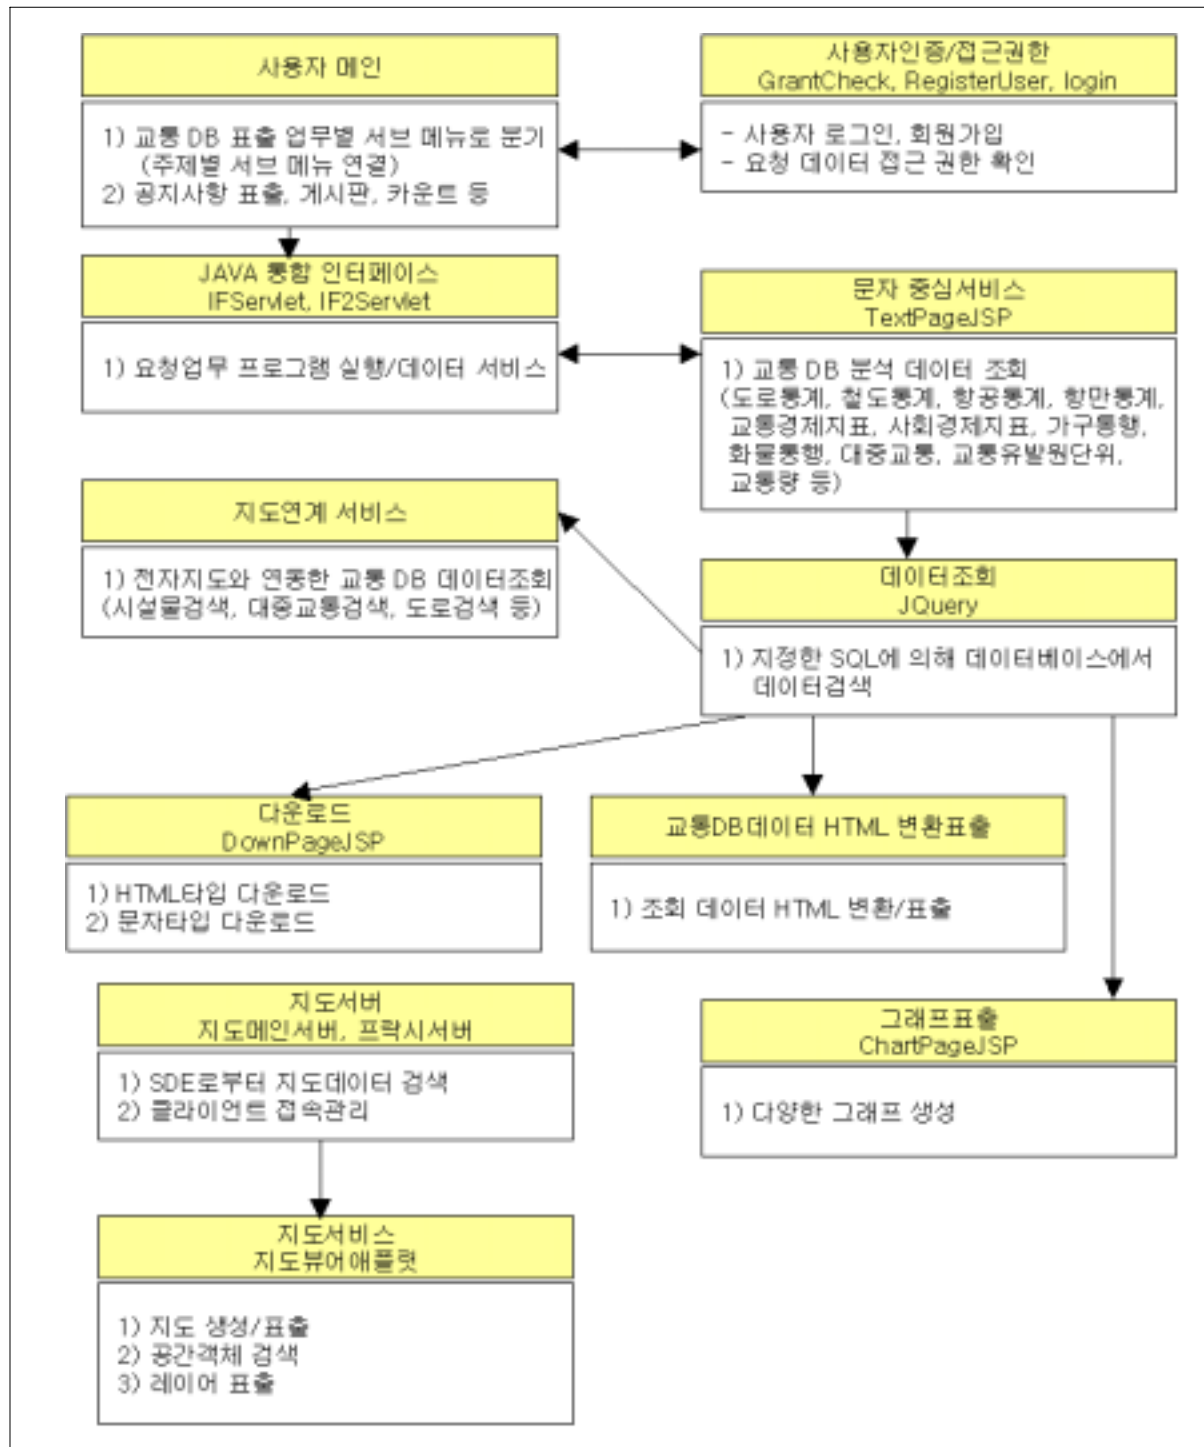 사용자 메인
1) 교통 DB 표출 업무별 서브 메뉴로 분기
(주제별 서브 메뉴 연결)
2) 공지사항 표출, 게시판, 카운트 등
사용자인증/접근권한
GrantCheck, RegisterUser, login
- 사용자 로그인, 회원가입
- 요청 데이터 접근 권한 확인
JAVA 통합 인터페이스
IFServlet, IF2Servlet
1) 요청업무 프로그램 실행/데이터 서비스
문자 중심서비스
TextPageJSP
1) 교통 DB 분석 데이터 조회
(도로통계, 철도통계, 항공통계, 항만통계,
교통경제지표, 사회경제지표, 가구통행,
화물통행, 대중교통, 교통유발원단위,
교통량 등)
지도연계 서비스
1) 전자지도와 연동한 교통 DB 데이터조회
(시설물검색, 대중교통검색, 도로검색 등)
데이터조회
JQuery
1) 지정한 SQL에 의해 데이터베이스에서
데이터검색
다운로드
DownPageJSP
1) HTML타입 다운로드
2) 문자타입 다운로드
교통DB데이터 HTML 변환표출
1) 조회 데이터 HTML 변환/표출
지도서버
지도메인서버, 프락시서버
1) SDE로부터 지도데이터 검색
2) 클라이언트 접속관리
그래프표출
ChartPageJSP
1) 다양한 그래프 생성
지도서비스
지도뷰어애플랫
1) 지도 생성/표출
2) 공간객체 검색
3) 레이어 표출